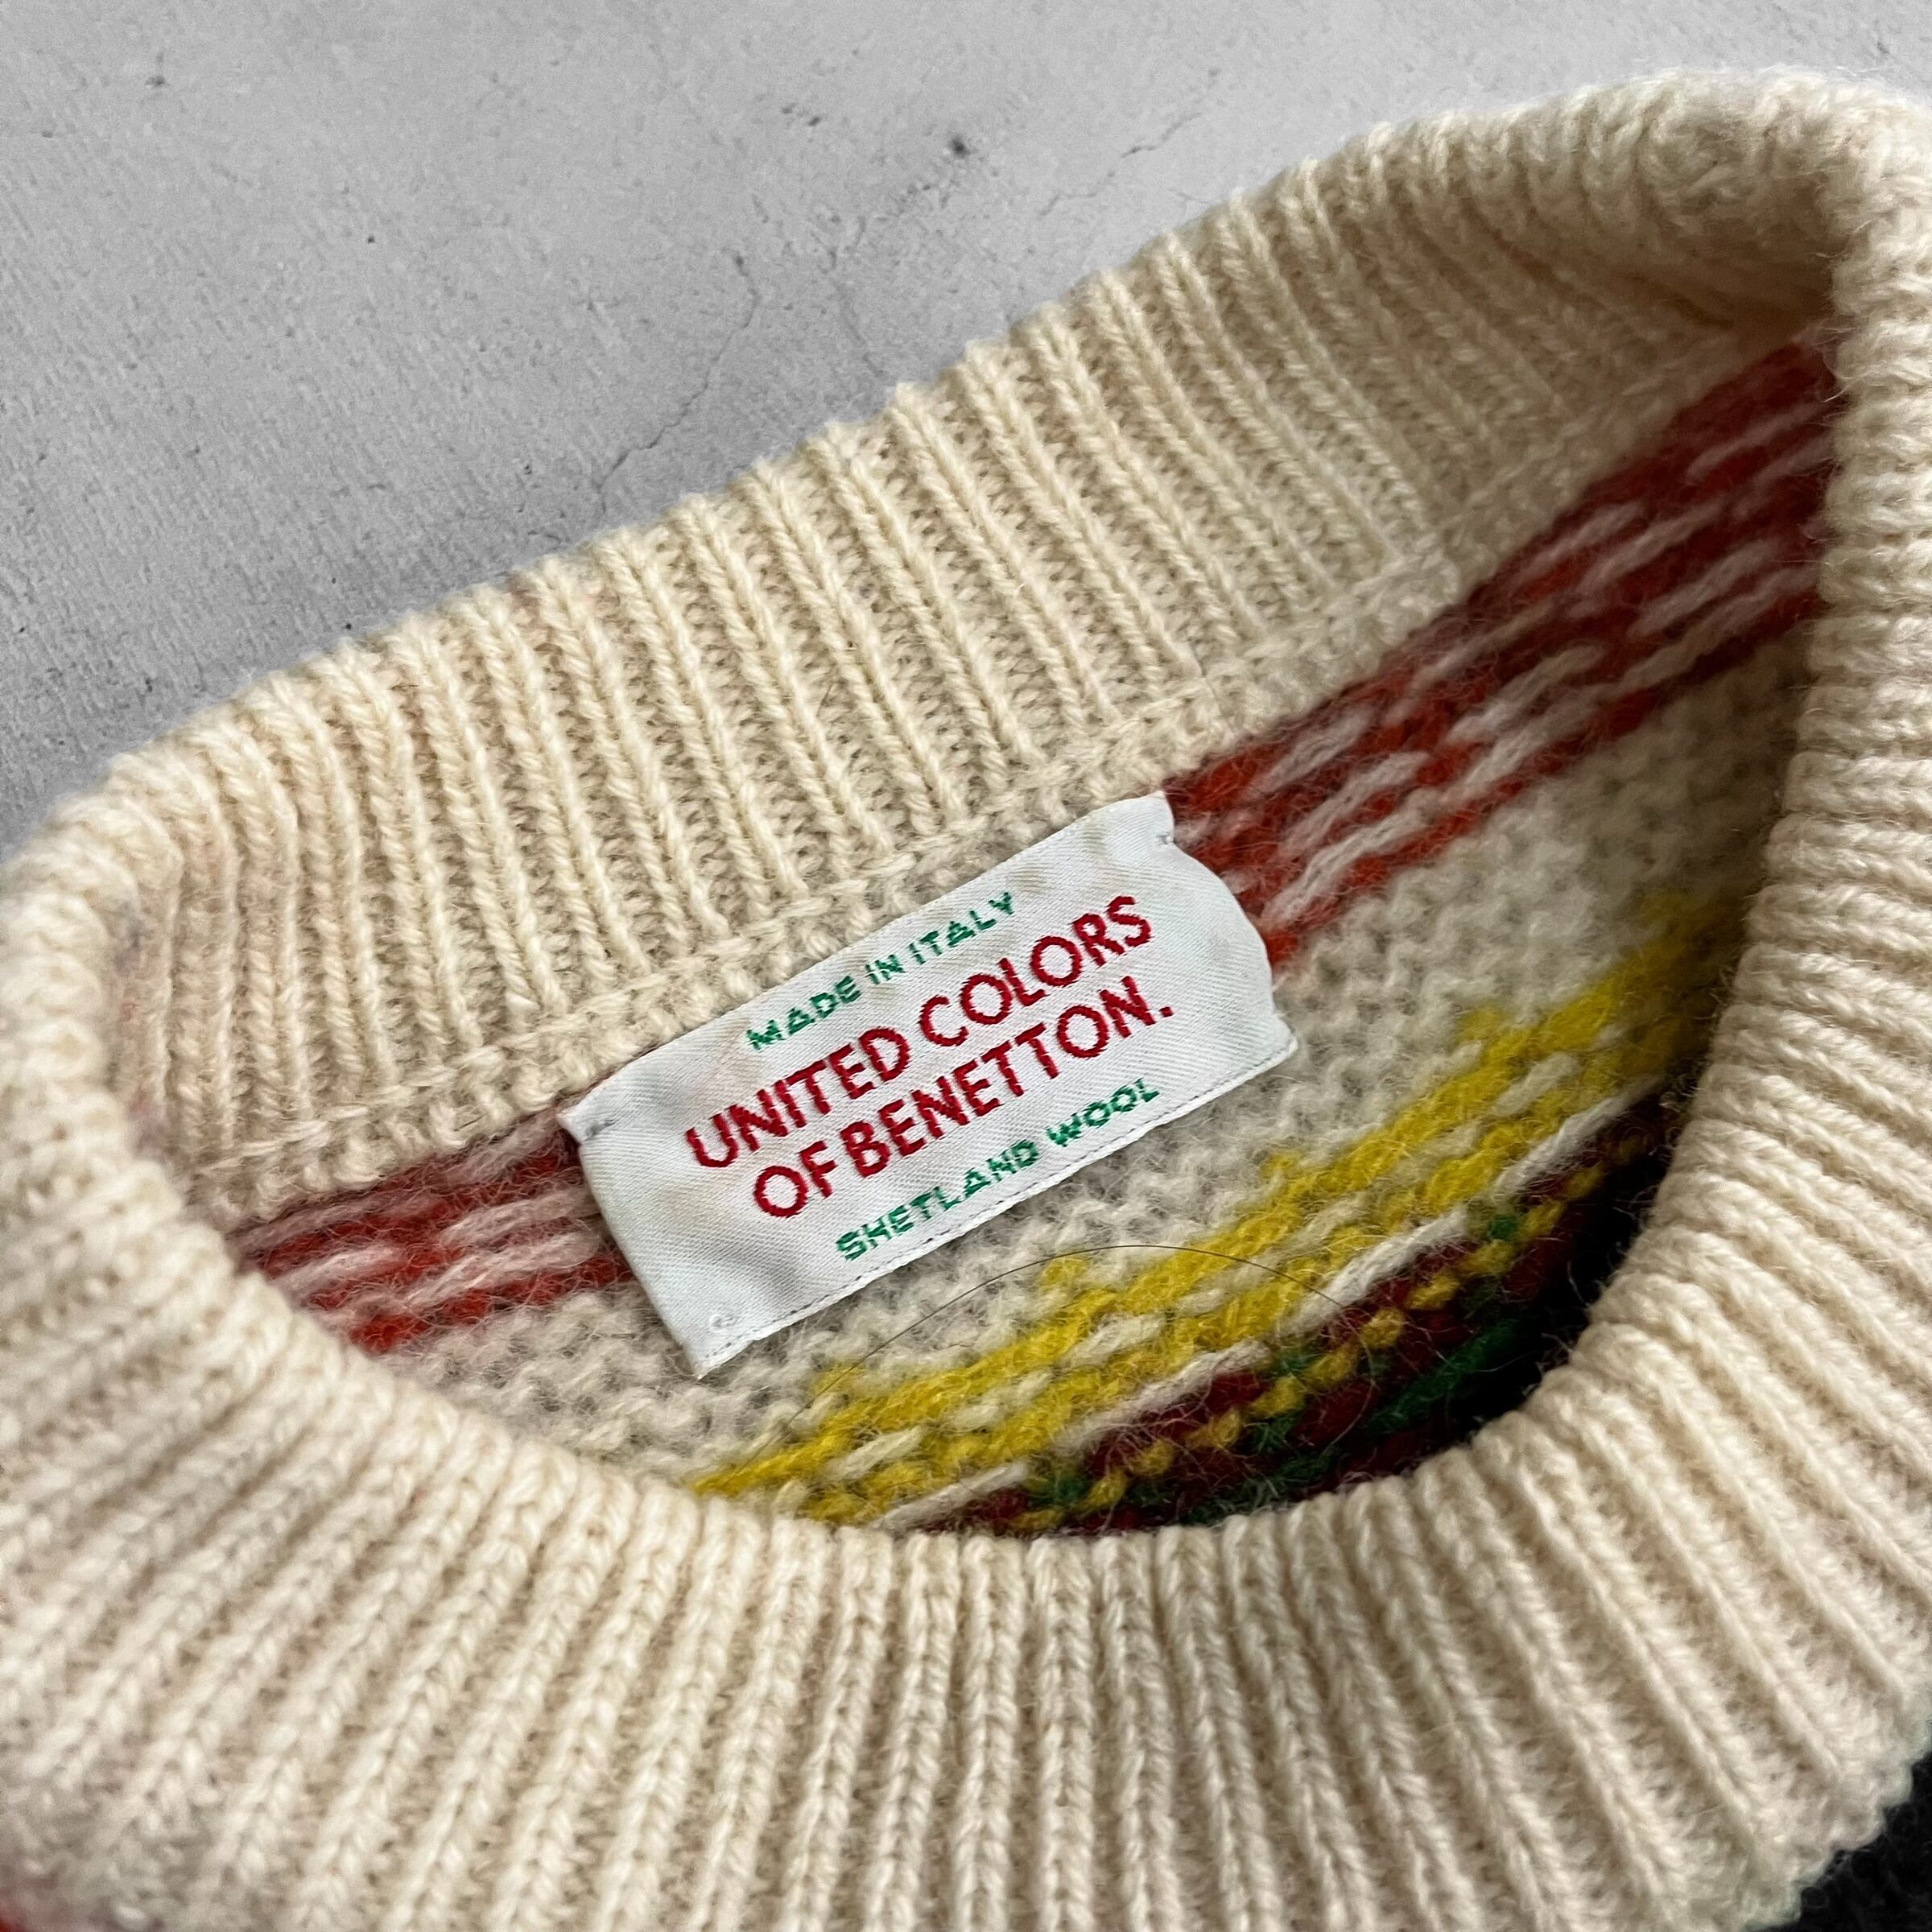 MADE IN ITALY
UNITED COLORS
OF BENETTON.
SHETLAND WOOL